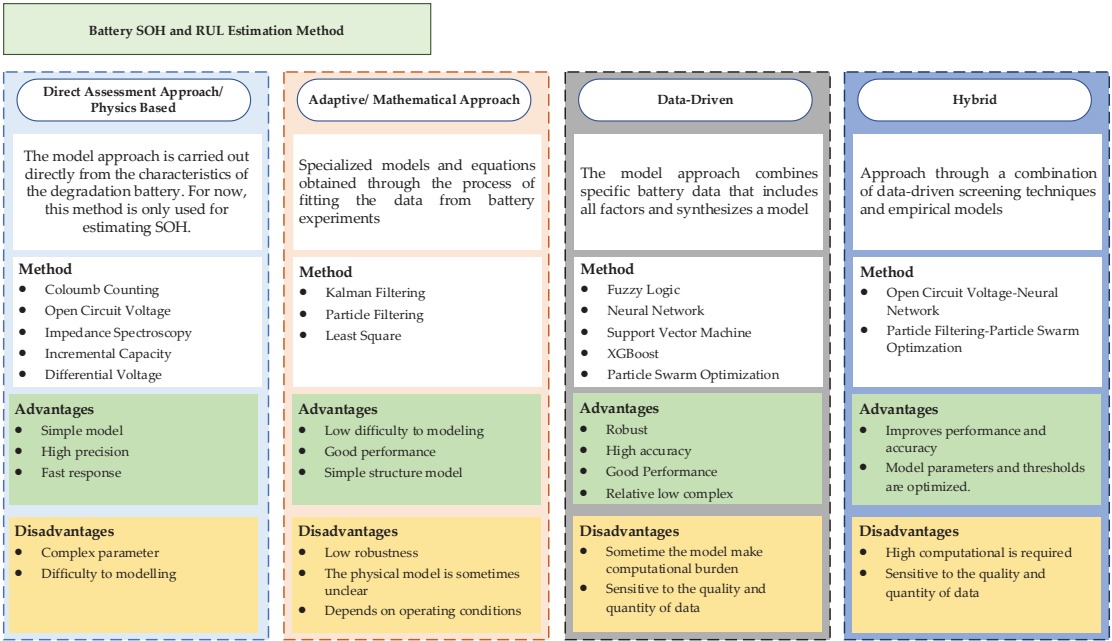 Battery SOH and RUL Estimation Method
Direct Assessment Approach/
Physics Based
The model approach is carried out
directly from the characteristics of
the degradation battery. For now,
this method is only used for
estimating SOH.
Method
● Coloumb Counting
● Open Circuit Voltage
● Impedance Spectroscopy
● Incremental Capacity
● Differential Voltage
Advantages
● Simple model
● High precision
● Fast response
Disadvantages
● Complex parameter
● Difficulty to modelling
Adaptive/ Mathematical Approach
Specialized models and equations
obtained through the process of
fitting the data from battery
experiments
Method
● Kalman Filtering
● Particle Filtering
● Least Square
Advantages
● Low difficulty to modeling
● Good performance
● Simple structure model
Disadvantages
● Low robustness
● The physical model is sometimes
unclear
● Depends on operating conditions
Data-Driven
The model approach combines
specific battery data that includes
all factors and synthesizes a model
Method
● Fuzzy Logic
● Neural Network
● Support Vector Machine
● XGBoost
● Particle Swarm Optimization
Advantages
● Robust
● High accuracy
● Good Performance
● Relative low complex
Disadvantages
● Sometime the model make
computational burden
● Sensitive to the quality and
quantity of data
Hybrid
Approach through a combination
of data-driven screening techniques
and empirical models
Method
● Open Circuit Voltage-Neural
Network
● Particle Filtering-Particle Swarm
Optimzation
Advantages
● Improves performance and
accuracy
● Model parameters and thresholds
are optimized.
Disadvantages
● High computational is required
● Sensitive to the quality and
quantity of data